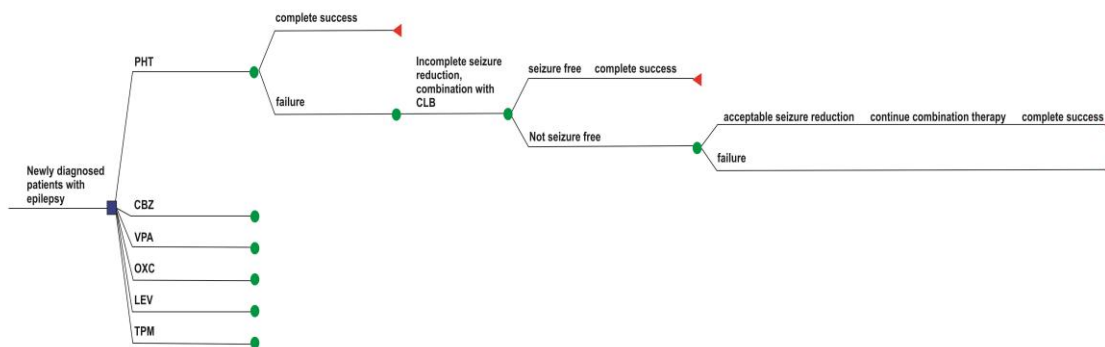 complete success
PHT
Incomplete seizure
reduction,
combination with
CLB
seizure free complete success
failure
acceptable seizure reduction continue combination therapy complete success
Not seizure free
failure
Newly diagnosed
patients with
epilepsy
CBZ
VPA
OXC
LEV
TPM